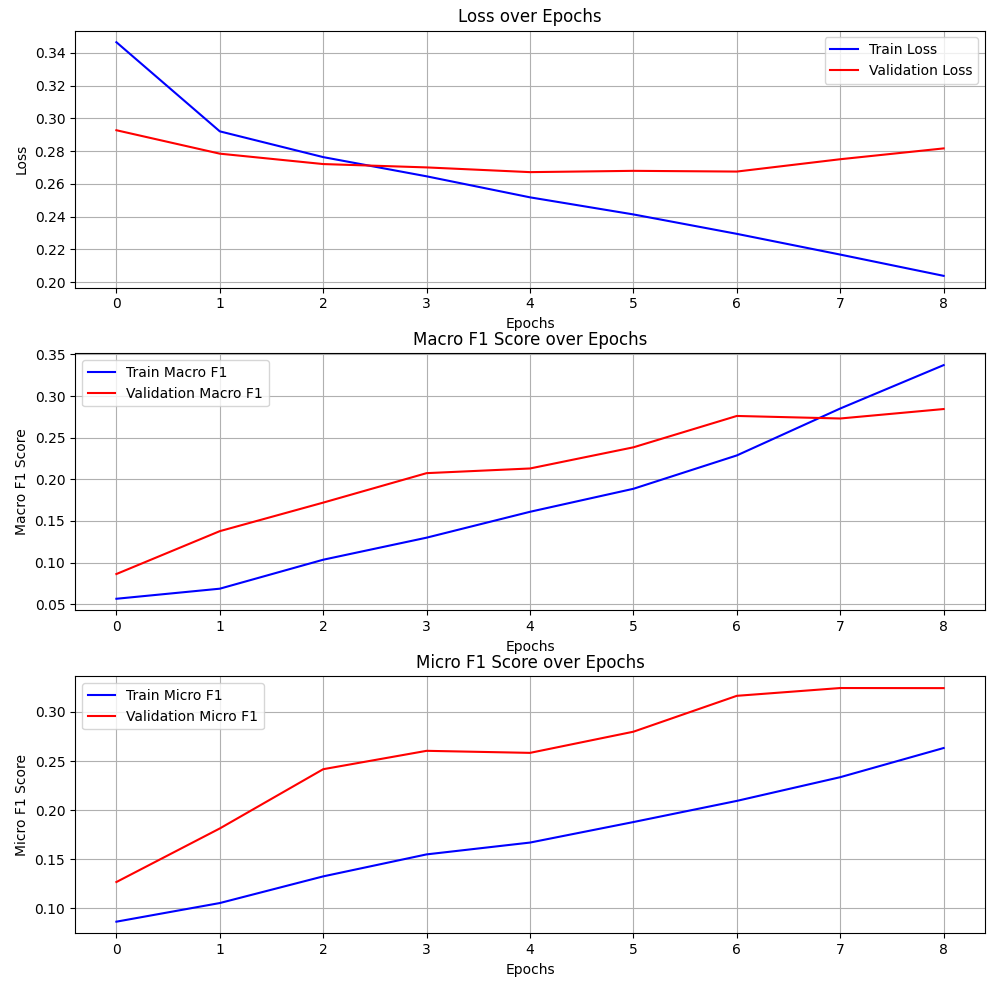 Loss over Epochs
Loss
0.34
0.32
0.30
0.28
0.26
0.24
0.22
0.20
Train Loss
Validation Loss
0 1 2 3 4 5 6 7 8
Epochs
Macro F1 Score over Epochs
Macro F1 Score
0.35
0.30
0.25
0.20
0.15
0.10
0.05
Train Macro F1
Validation Macro F1
0 1 2 3 4 5 6 7 8
Epochs
Micro F1 Score over Epochs
Micro F1 Score
0.30
0.25
0.20
0.15
0.10
Train Micro F1
Validation Micro F1
0 1 2 3 4 5 6 7 8
Epochs